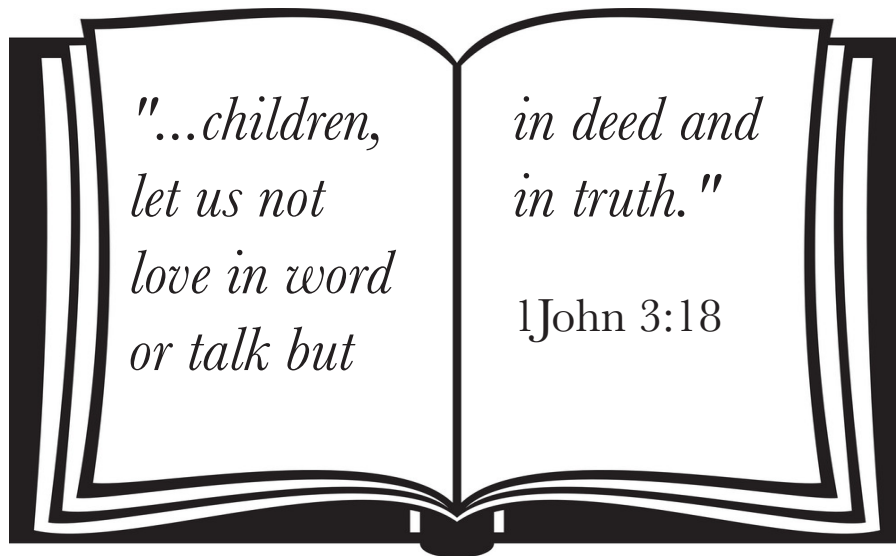 "...children,
let us not
love in word
or talk but
in deed and
in truth."
1John 3:18